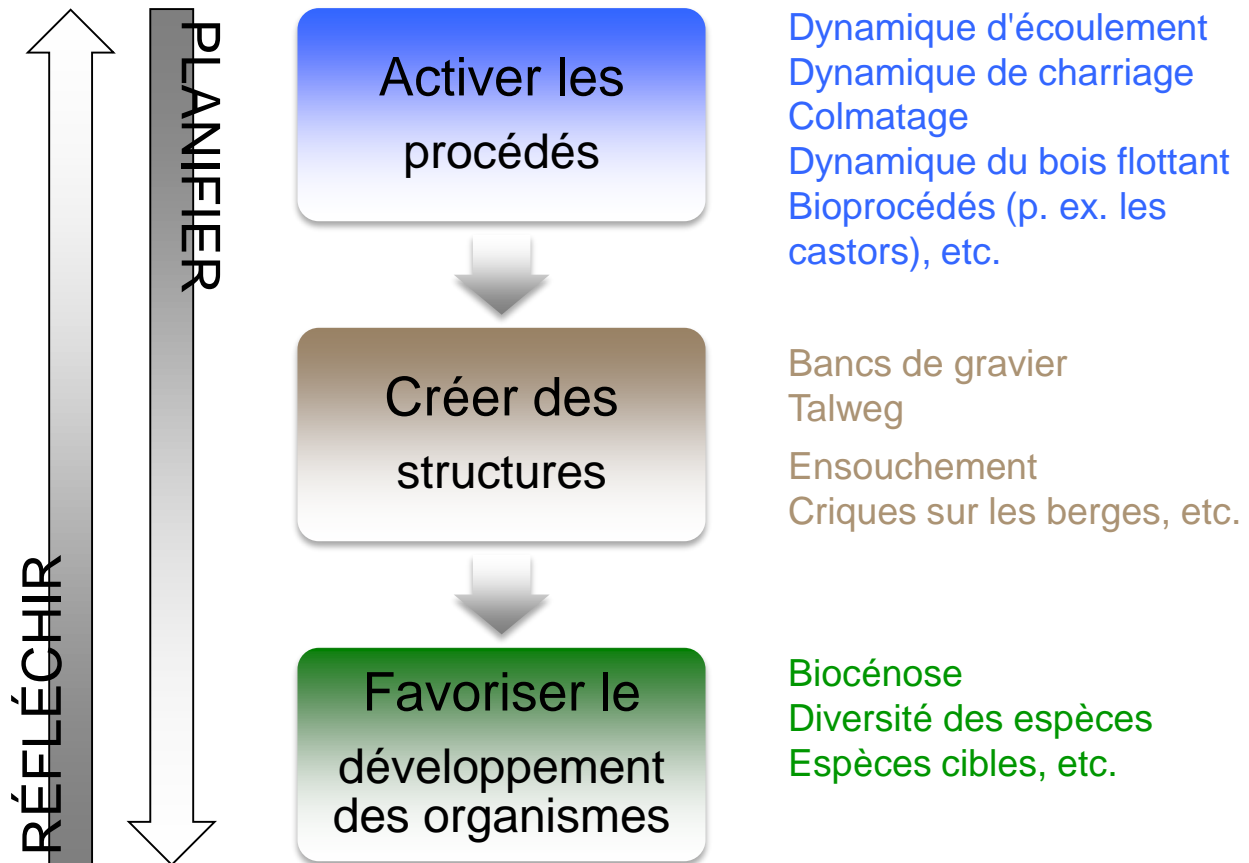 PLANIFIER
RÉFLÉCHIR
Activer les
procédés
Dynamique d'écoulement
Dynamique de charriage
Colmatage
Dynamique du bois flottant
Bioprocédés (p. ex. les
castors), etc.
Créer des
structures
Bancs de gravier
Talweg
Ensouchement
Criques sur les berges, etc.
Favoriser le
développement
des organismes
Biocénose
Diversité des espèces
Espèces cibles, etc.